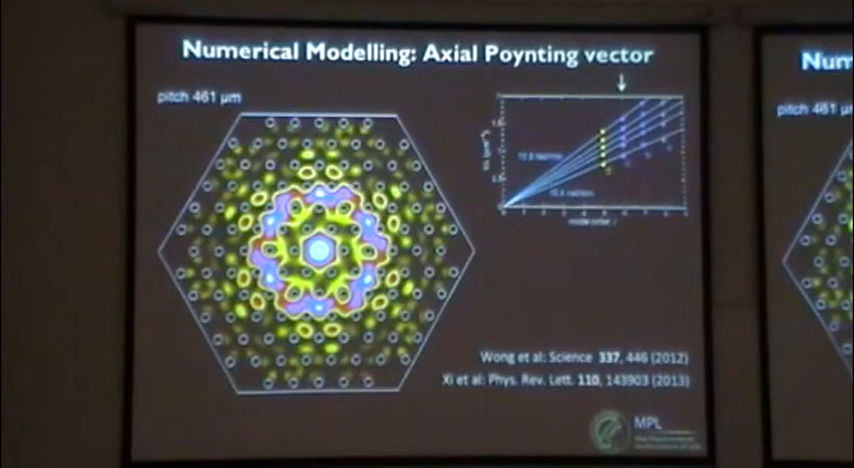 Numerical Modelling: Axial Poynting vector
pitch 461 µm
Wong et al: Science 337, 446 (2012)
Xi et al: Phys. Rev. Lett. 110, 143903 (2013)
MPL
Num
pitch 461 µ